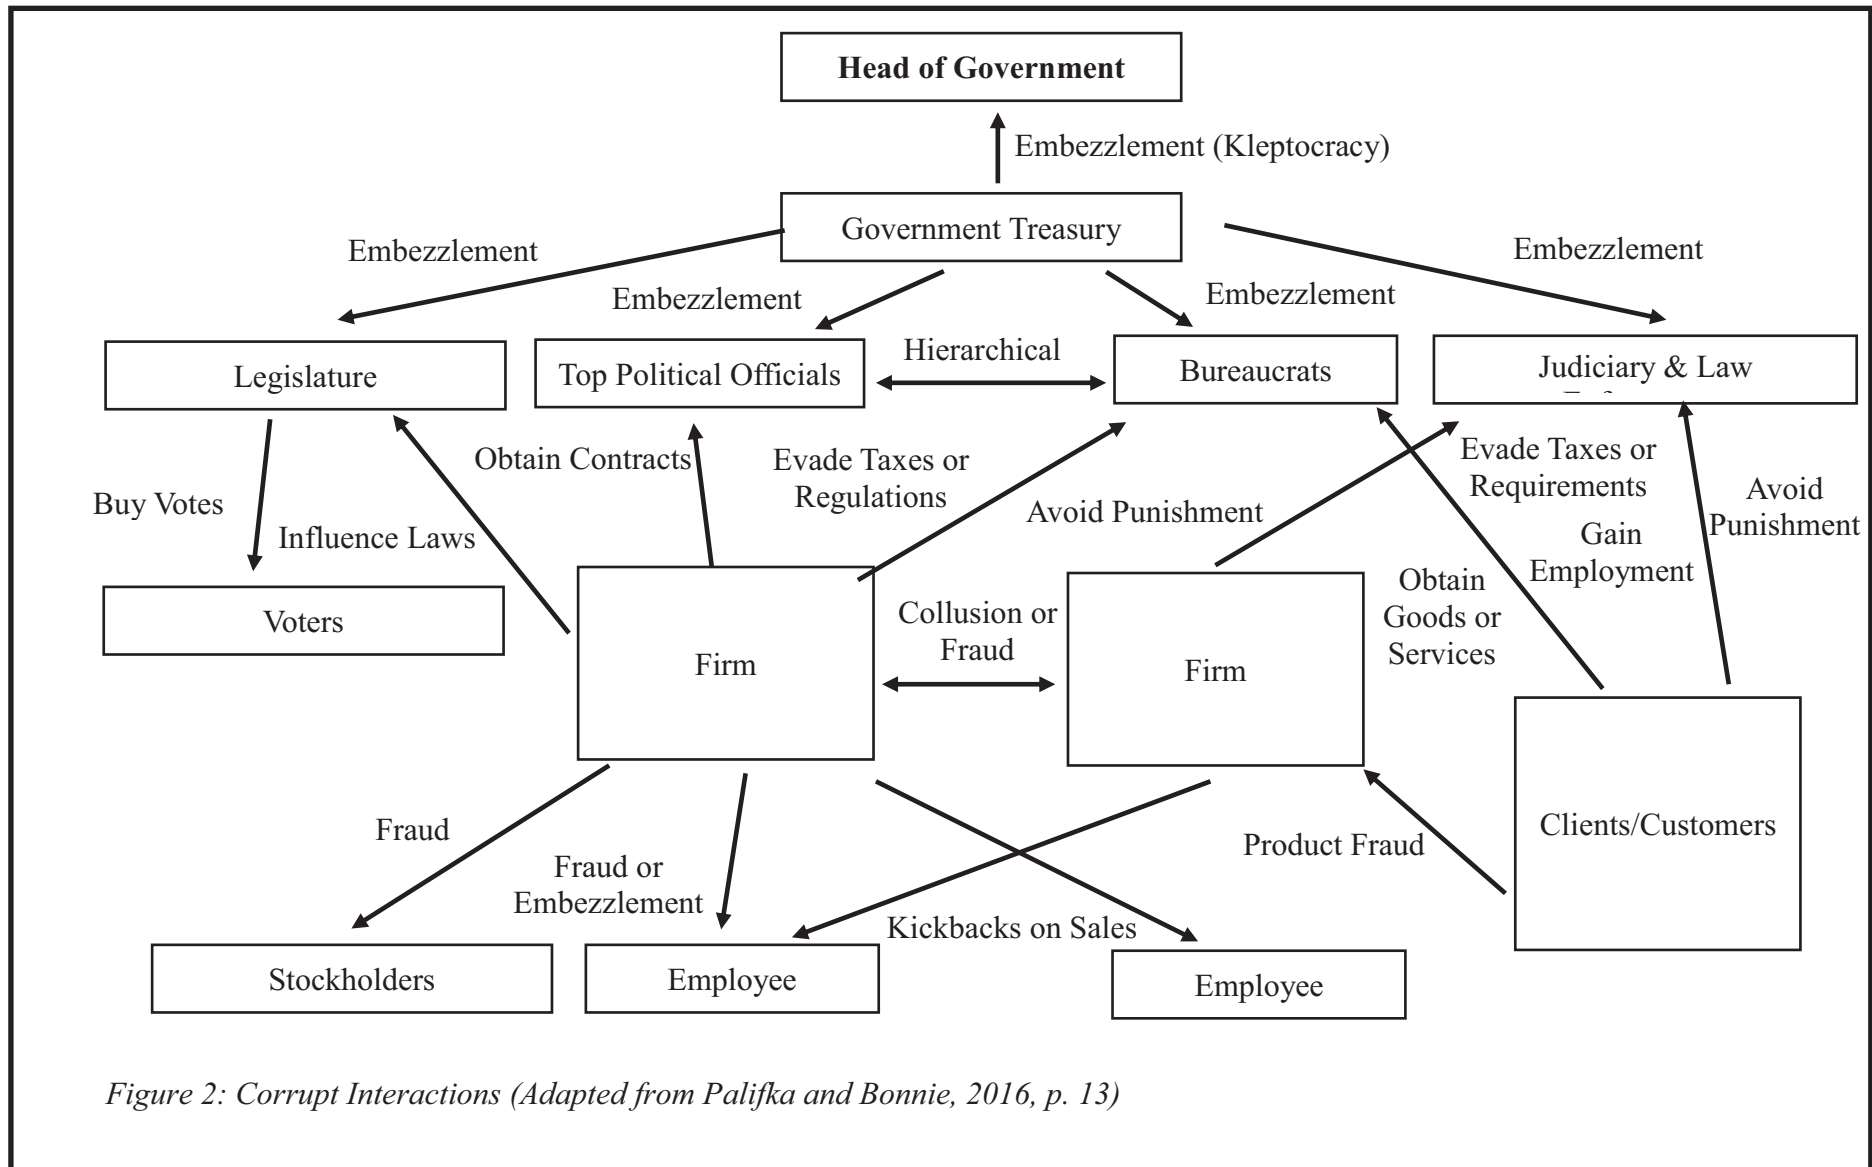 Head of Government
Embezzlement (Kleptocracy)
Government Treasury
Embezzlement
Embezzlement
Embezzlement
Embezzlement
Legislature
Top Political Officials
Hierarchical
Bureaucrats
Judiciary & Law
Buy Votes
Influence Laws
Obtain Contracts
Evade Taxes or
Regulations
Avoid Punishment
Evade Taxes or
Requirements
Gain
Employment
Avoid
Punishment
Obtain
Goods or
Services
Voters
Firm
Collusion or
Fraud
Firm
Clients/Customers
Fraud
Fraud or
Embezzlement
Kickbacks on Sales
Product Fraud
Stockholders
Employee
Employee
Figure 2: Corrupt Interactions (Adapted from Palifka and Bonnie, 2016, p. 13)